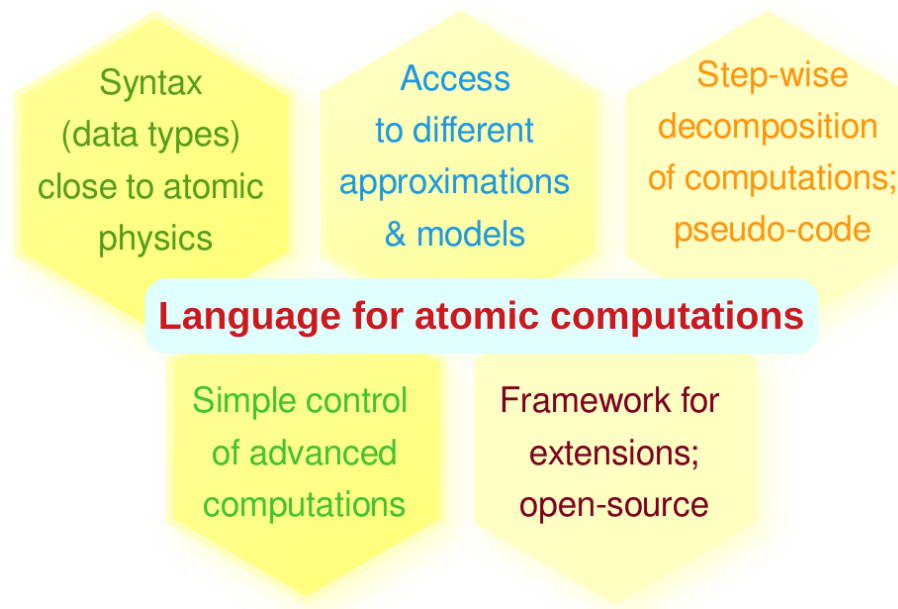 Syntax
(data types)
close to atomic
physics
Access
to different
approximations
& models
Step-wise
decomposition
of computations;
pseudo-code
Language for atomic computations
Simple control
of advanced
computations
Framework for
extensions;
open-source